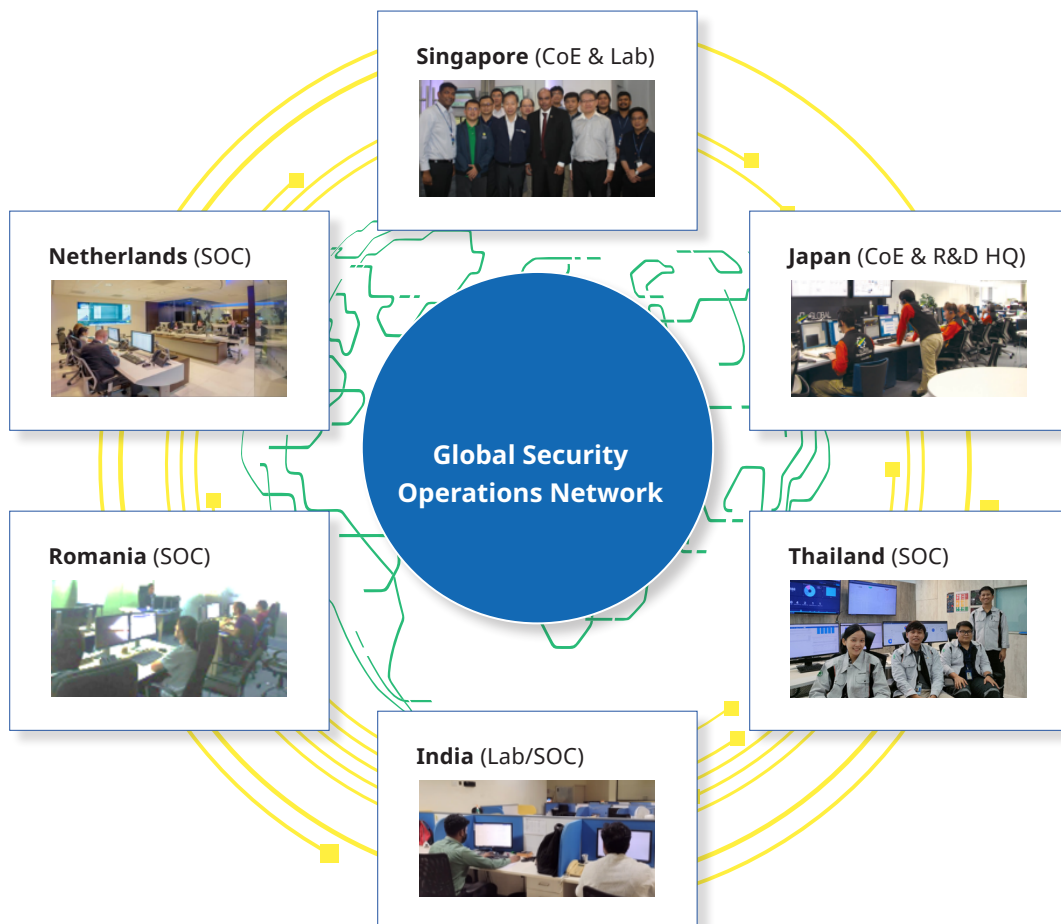 Singapore (CoE & Lab)
Netherlands (SOC)
Japan (CoE & R&D HQ)
GLOBAL
Global Security
Operations Network
Romania (SOC)
Thailand (SOC)
India (Lab/SOC)